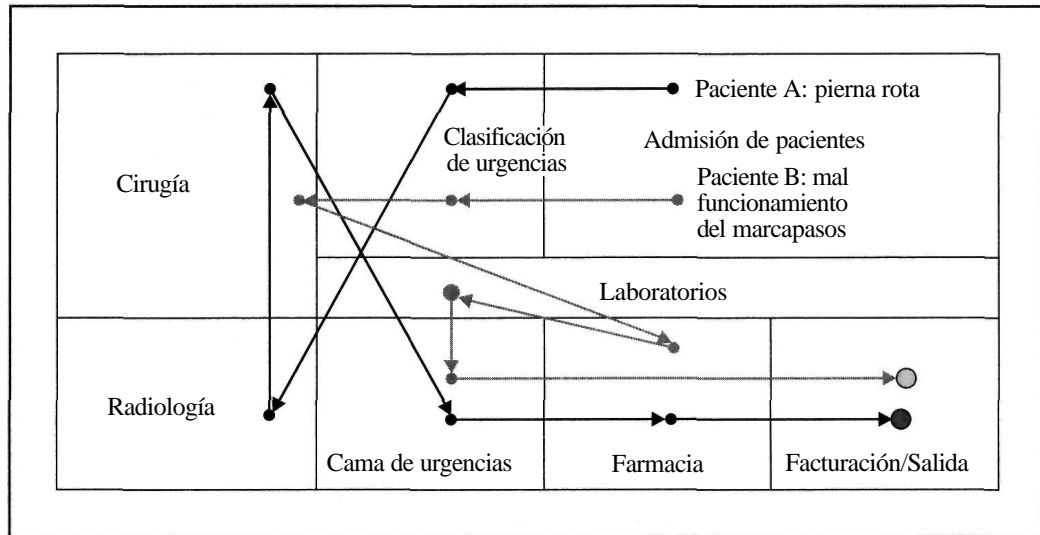 Paciente A: pierna rota
Clasificación
de urgencias
Admisión de pacientes
Cirugía
Paciente B: mal
funcionamiento
del marcapasos
Laboratorios
Radiología
Cama de urgencias
Farmacia
Facturación/Salida